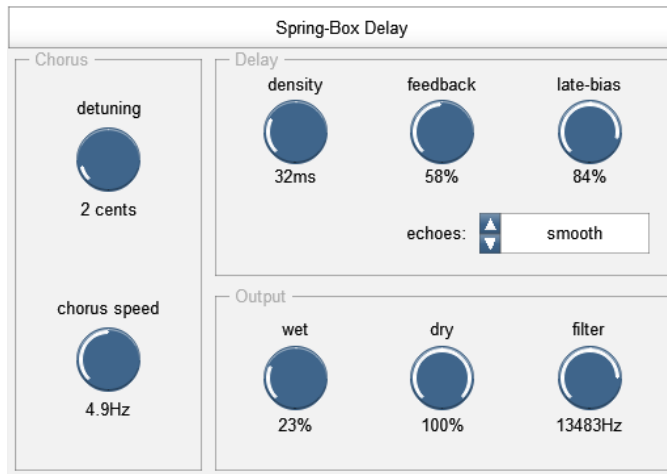 Spring-Box Delay
Chorus
detuning
2 cents
chorus speed
4.9Hz
Delay
density feedback late-bias
32ms 58% 84%
echoes: smooth
Output
wet dry filter
23% 100% 13483Hz